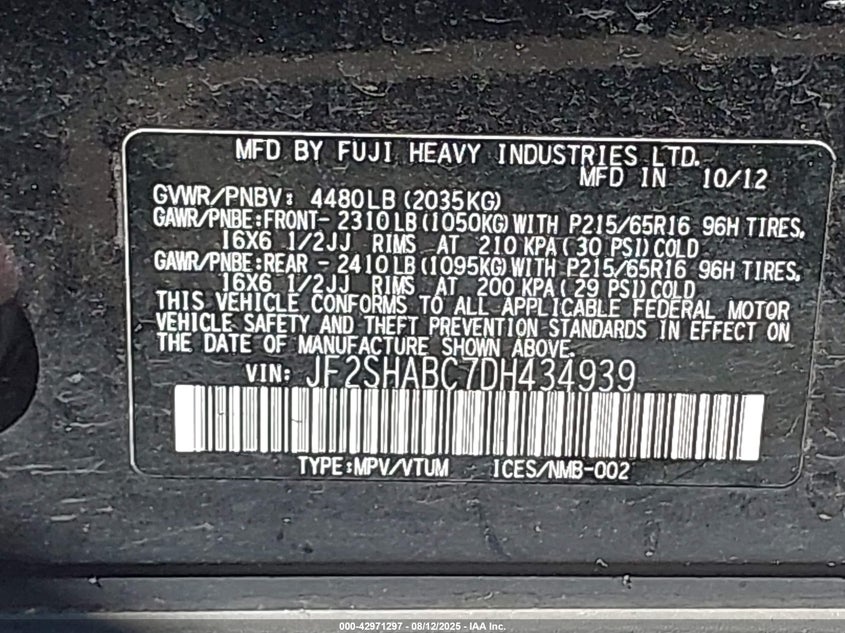 MFD BY FUJI HEAVY INDUSTRIES LTD.
MFD IN 10/12
GVWR/PNBV: 4480LB (2035KG)
GAWR/PNBE:FRONT- 2310LB(1050KG)WITH P215/65R16 96H TIRES,
16X6 1/2JJ RIMS AT 210 KPA( 30 PSI)COLD
GAWR/PNBE:REAR - 2410LB(1095KG)WITH P215/65R16 96H TIRES,
16X6 1/2JJ RIMS AT 200 KPA( 29 PSI)COLD
THIS VEHICLE CONFORMS TO ALL APPLICABLE FEDERAL MOTOR
VEHICLE SAFETY AND THEFT PREVENTION STANDARDS IN EFFECT ON
THE DATE OF MANUFACTURE SHOWN ABOVE.
VIN: JF2SHABC7DH434939
TYPE:MPV/VTUM ICES/NMB-002
000-42971297 - 08/12/2025 - IAA Inc.